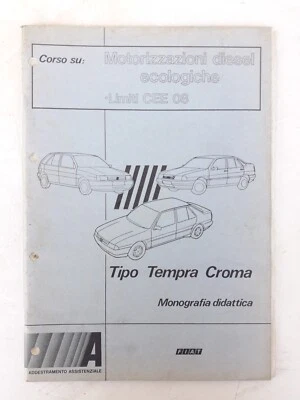 Corso su:
Motorizzazioni diesel
ecologiche
-Limiti CEE 08
Tipo Tempra Croma
Monografia didattica
A
ADDESTRAMENTO ASSISTENZIALE
FIAT